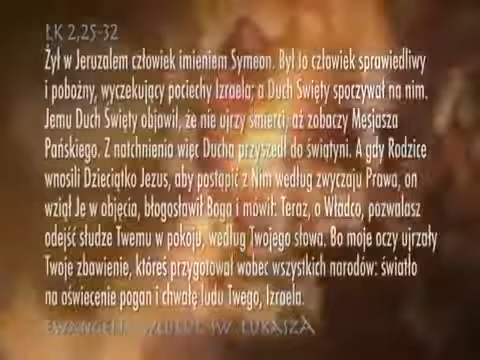 ŁK 2,25-32
Żył w Jeruzalem człowiek imieniem Symeon. Był to człowiek sprawiedliwy
i pobożny, wyczekujący pociechy Izraela; a Duch Święty spoczywał na nim.
Jemu Duch Święty objawił, że nie ujrzy śmierci, aż zobaczy Mesjasza
Pańskiego. Z natchnienia więc Ducha przyszedł do świątyni. A gdy Rodzice
wnosili Dzieciątko Jezus, aby postąpić z Nim według zwyczaju Prawa, on
wziął Je w objęcia, błogosławił Boga i mówił: Teraz, o Władco, pozwalasz
odejść słudze Twemu w pokoju, według Twojego słowa. Bo moje oczy ujrzały
Twoje zbawienie, któreś przygotował wobec wszystkich narodów: światło
na oświecenie pogan i chwałę ludu Twego, Izraela.
EWANGELIA WEDŁUG ŚW. ŁUKASZA